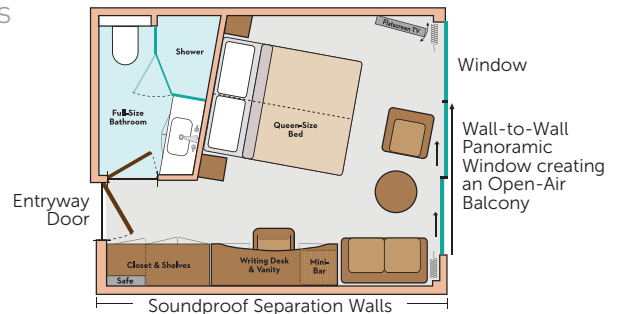 S
Flatscreen TV
Shower
Window
Full-Size
Bathroom
Queen-Size
Bed
Wall-to-Wall
Panoramic
Window creating
an Open-Air
Balcony
Entryway
Door
Closet & Shelves
Safe
Writing Desk
& Vanity
Mini-
Bar
Soundproof Separation Walls